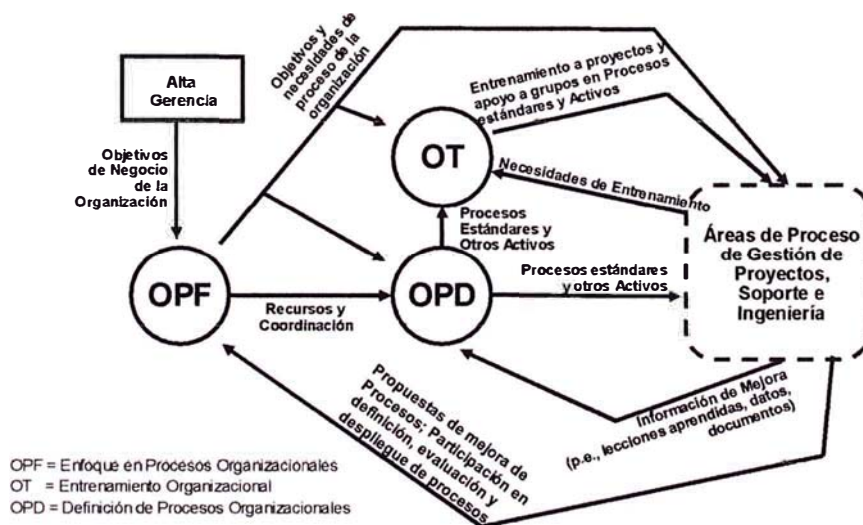 Alta
Gerencia
Objetivos
de Negocio
de la
Organización
Objetivos y
necesidades de
proceso de la
organización
Entrenamiento a proyectos y
apoyo a grupos en Procesos
estándares y Activos
OT
Necesidades de Entrenamiento
Procesos
Estándares y
Otros Activos
Áreas de Proceso
de Gestión de
Proyectos,
Soporte e
Ingeniería
OPF
Recursos y
Coordinación
OPD
Procesos estándares
y otros Activos
Información de Mejora
(p.e., lecciones aprendidas, datos,
documentos)
Propuestas de mejora de
Procesos; Participación en
definición, evaluación y
despliegue de procesos
OPF = Enfoque en Procesos Organizacionales
OT = Entrenamiento Organizacional
OPD = Definición de Procesos Organizacionales